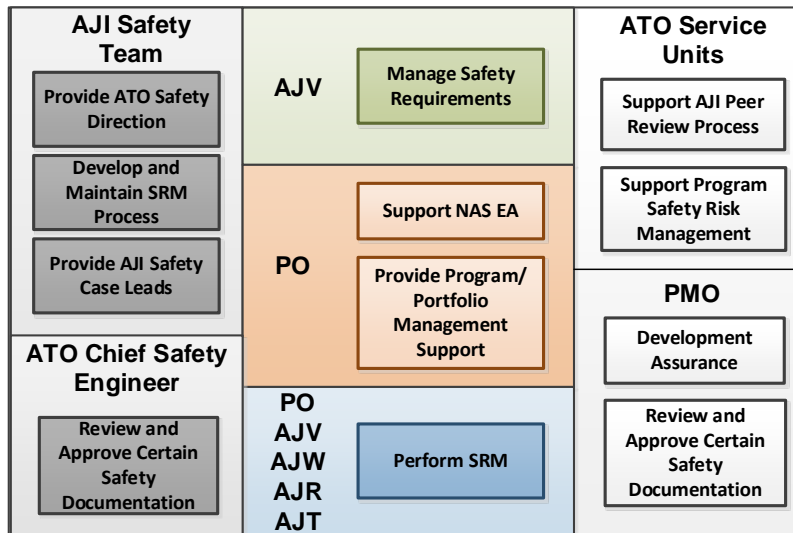 AJI Safety
Team
Provide ATO Safety
Direction
Develop and
Maintain SRM
Process
Provide AJI Safety
Case Leads
ATO Chief Safety
Engineer
Review and
Approve Certain
Safety
Documentation
AJV
Manage Safety
Requirements
PO
Support NAS EA
Provide Program/
Portfolio
Management
Support
PO
AJV
AJW
AJR
AJT
Perform SRM
ATO Service
Units
Support AJI Peer
Review Process
Support Program
Safety Risk
Management
PMO
Development
Assurance
Review and
Approve Certain
Safety
Documentation